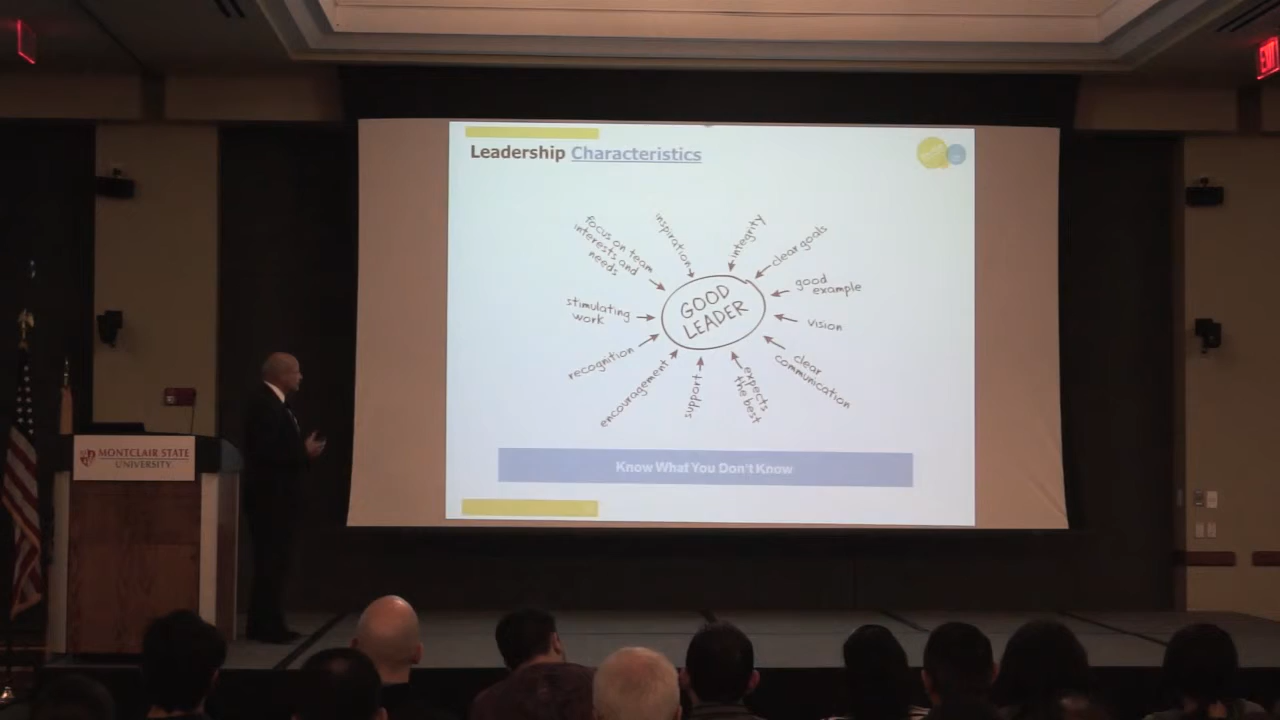 EXIT
Leadership Characteristics
focus on team
interests and
needs
inspiration
integrity
clear goals
good
example
vision
clear
communication
expects
the best
support
encouragement
recognition
stimulating
work
GOOD
LEADER
Know What You Don't Know
MONTCLAIR STATE
UNIVERSITY